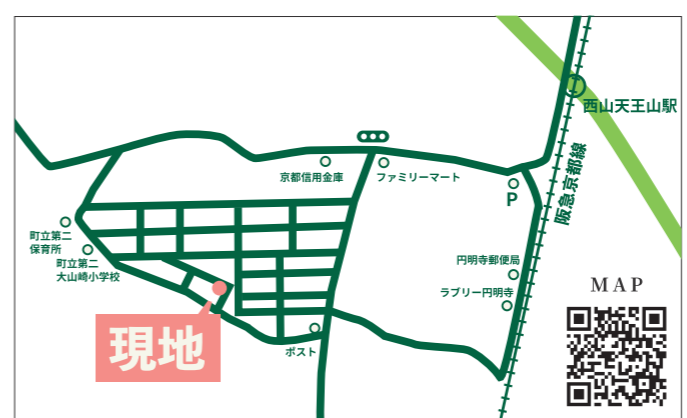 西山天王山駅
京都信用金庫
ファミリーマート
P
阪急京都線
町立第二
保育所
町立第二
大山崎小学校
円明寺郵便局
ラブリー円明寺
MAP
現地
ポスト